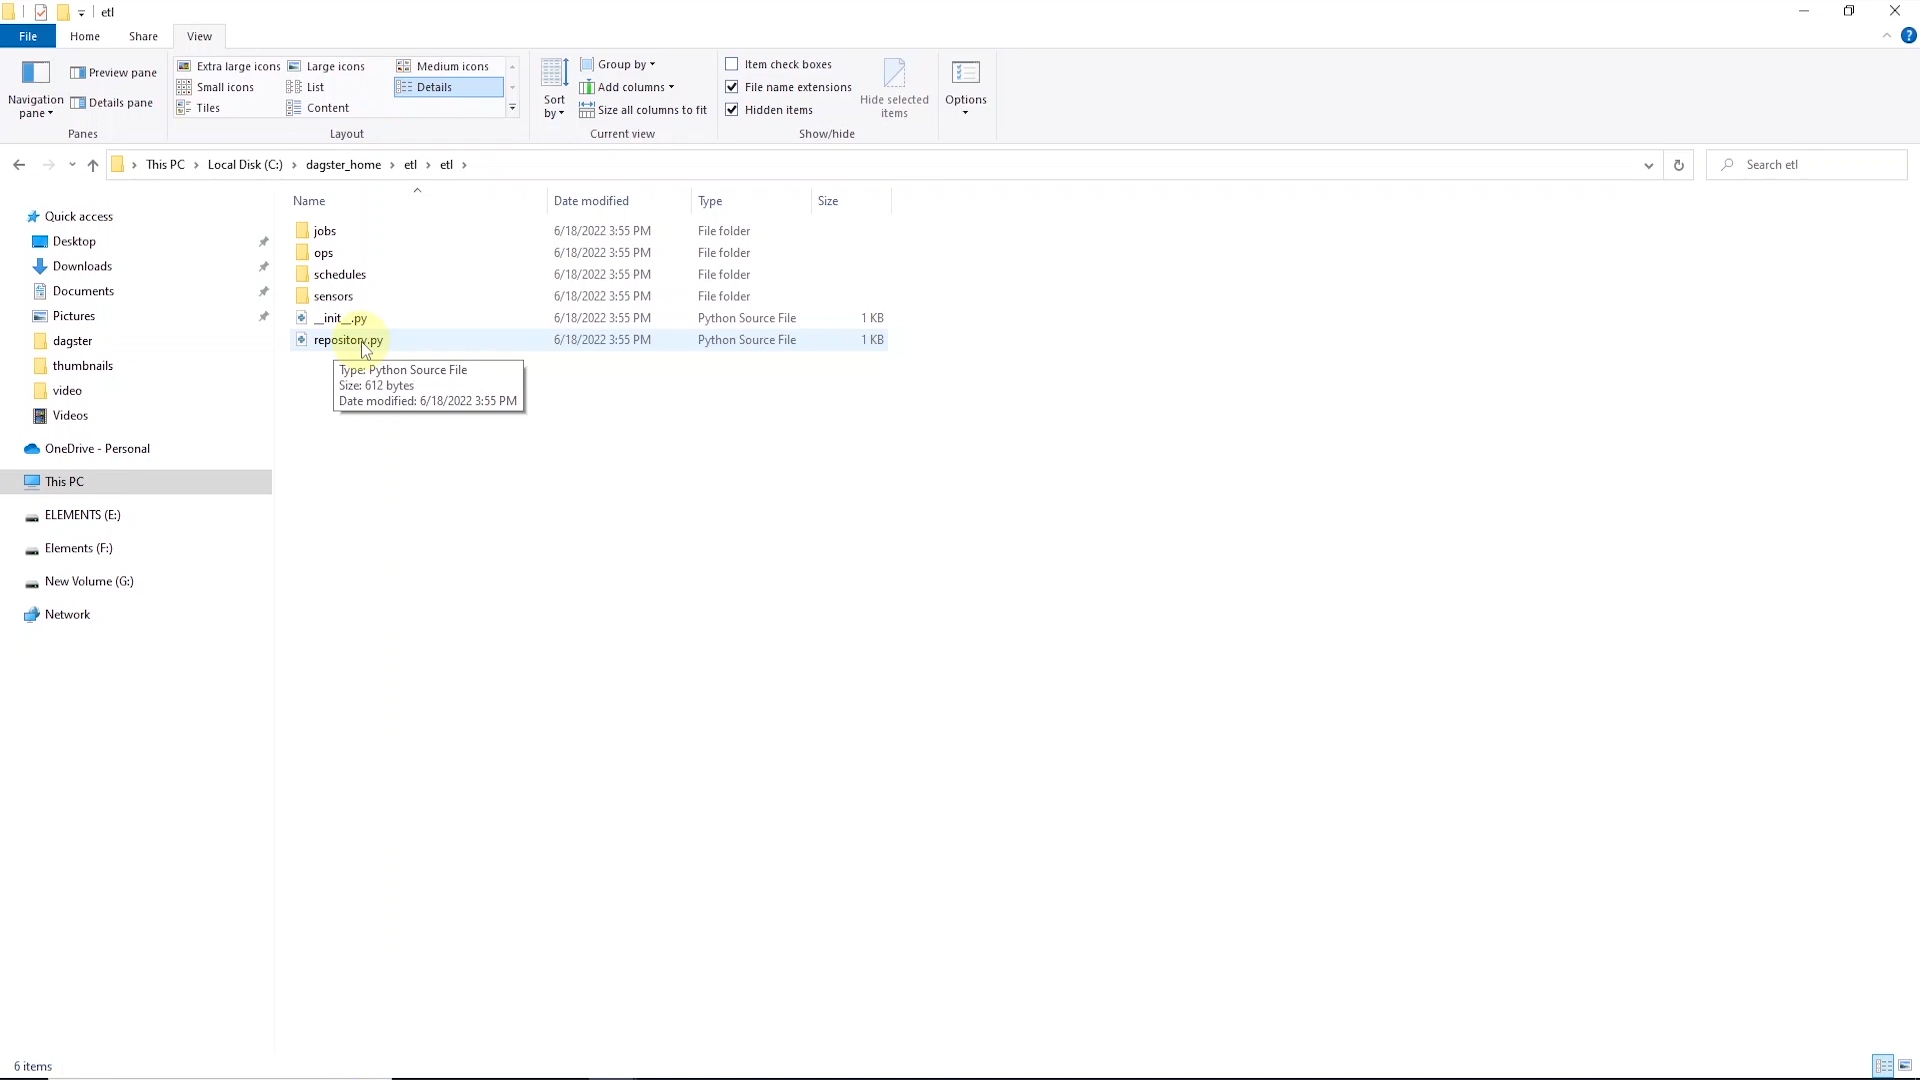 etl
File Home Share View
Navigation pane
Preview pane
Details pane
Panes
Extra large icons Large icons Medium icons
Small icons List Details
Tiles Content
Layout
Sort by
Group by
Add columns
Size all columns to fit
Current view
Item check boxes
File name extensions
Hidden items
Hide selected items
Show/hide
Options
This PC Local Disk (C:) dagster_home etl etl
Search etl
Quick access
Desktop
Downloads
Documents
Pictures
dagster
thumbnails
video
Videos
OneDrive - Personal
This PC
ELEMENTS (E:)
Elements (F:)
New Volume (G:)
Network
Name Date modified Type Size
jobs 6/18/2022 3:55 PM File folder
ops 6/18/2022 3:55 PM File folder
schedules 6/18/2022 3:55 PM File folder
sensors 6/18/2022 3:55 PM File folder
__init__.py 6/18/2022 3:55 PM Python Source File 1 KB
repository.py 6/18/2022 3:55 PM Python Source File 1 KB
Type: Python Source File
Size: 612 bytes
Date modified: 6/18/2022 3:55 PM
6 items